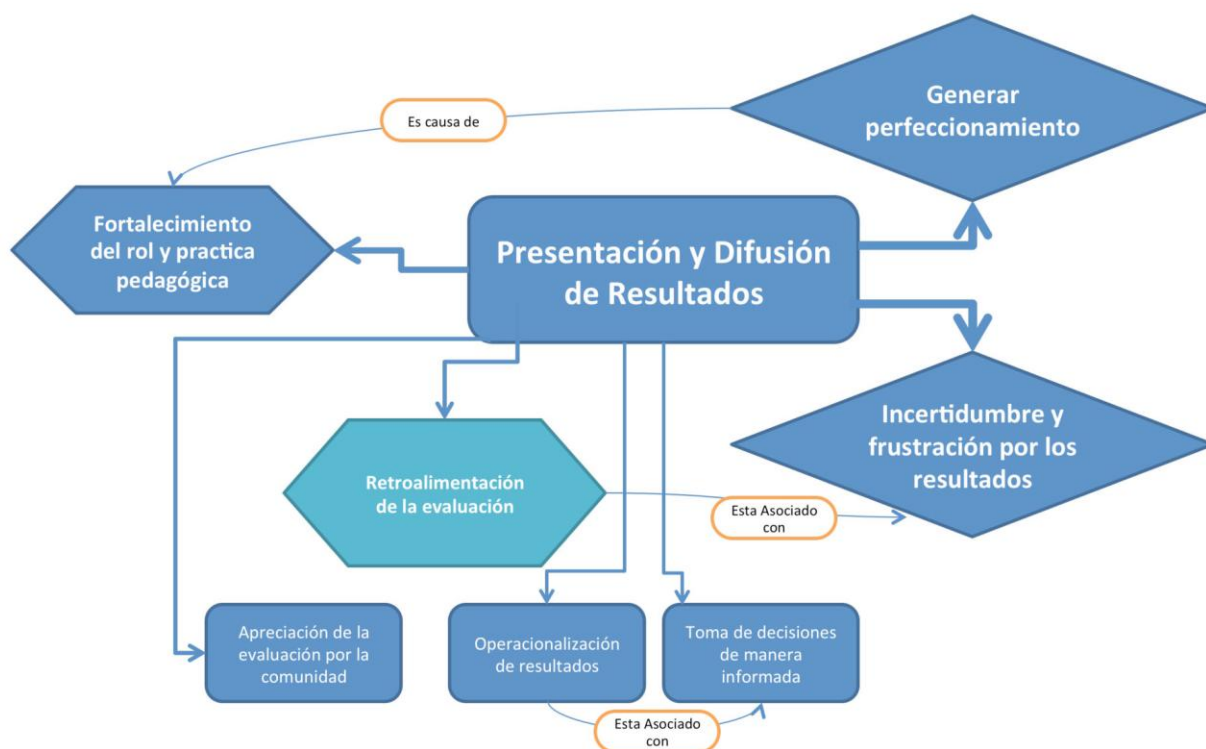 Generar
perfeccionamiento
Es causa de
Fortalecimiento
del rol y practica
pedagógica
Presentación y Difusión
de Resultados
Incertidumbre y
frustración por los
resultados
Retroalimentación
de la evaluación
Esta Asociado
con
Apreciación de la
evaluación por la
comunidad
Operacionalización
de resultados
Toma de decisiones
de manera
informada
Esta Asociado
con